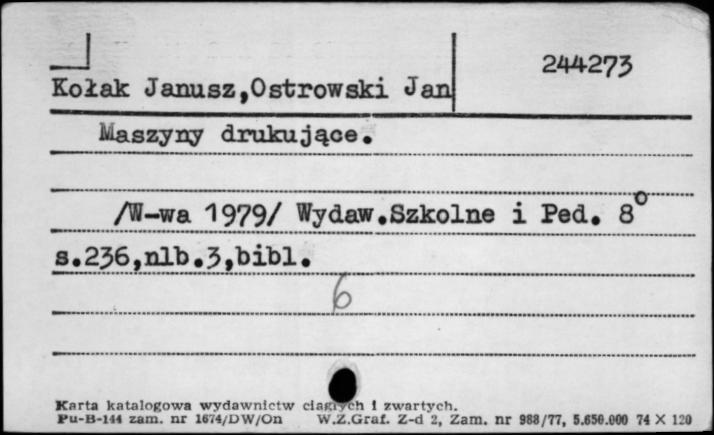 244273
Kołak Janusz,Ostrowski Jan
Maszyny drukujące.
/W-wa 1979/ Wydaw.Szkolne i Ped. 8°
s.236,nlb.3,bibl.
6
Karta katalogowa wydawnictw ciągłych i zwartych.
Pu-B-144 zam. nr 1674/DW/On W.Z.Graf. Z-d 2, Zam. nr 988/77, 5.650.000 74 X 120